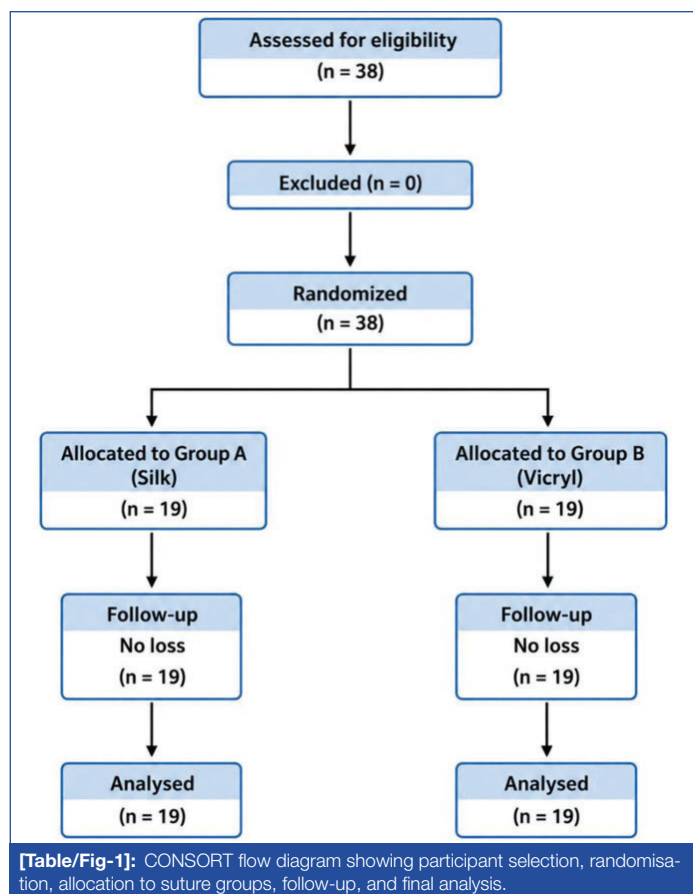 Assessed for eligibility
(n = 38)
Excluded (n = 0)
Randomized
(n = 38)
Allocated to Group A
(Silk)
(n = 19)
Allocated to Group B
(Vicryl)
(n = 19)
Follow-up
No loss
(n = 19)
Follow-up
No loss
(n = 19)
Analysed
(n = 19)
Analysed
(n = 19)
[Table/Fig-1]: CONSORT flow diagram showing participant selection, randomisa-
tion, allocation to suture groups, follow-up, and final analysis.